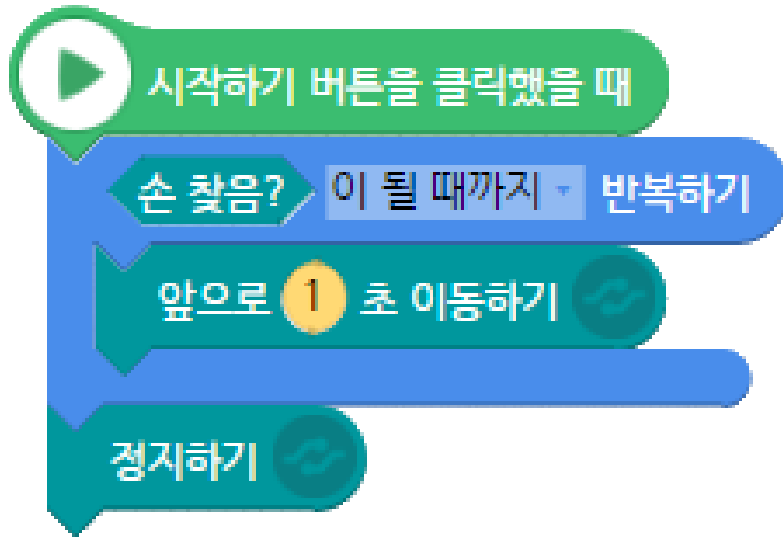 시작하기 버튼을 클릭했을 때
손 찾음? 이 될 때까지 반복하기
앞으로 1 초 이동하기
정지하기